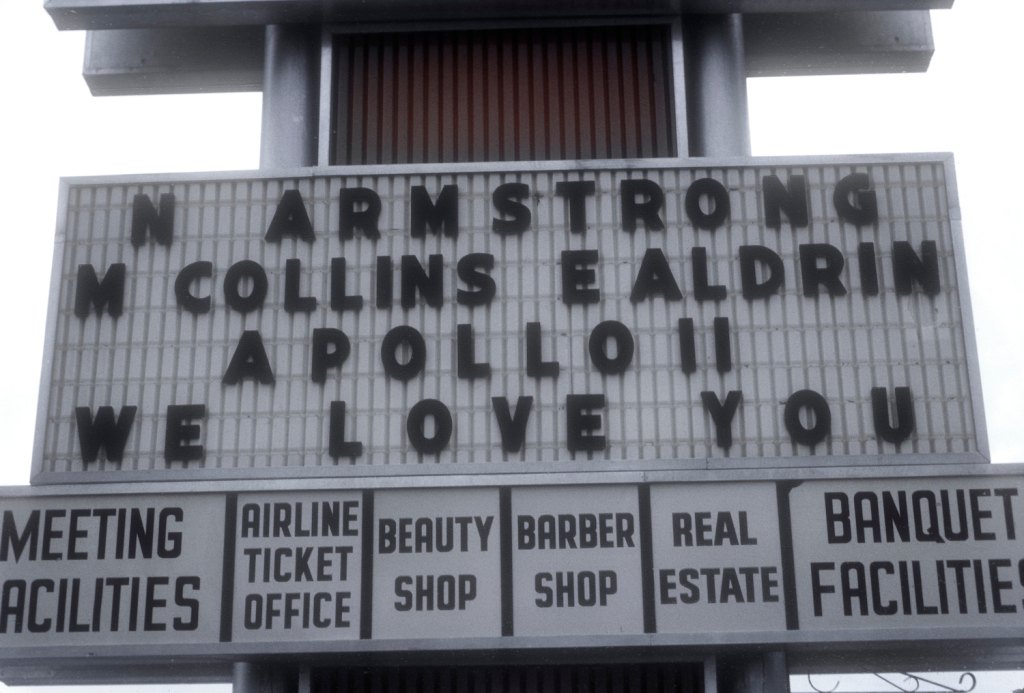 N ARMSTRONG
M COLLINS E ALDRIN
APOLLO 11
WE LOVE YOU
MEETING
ACILITIES
AIRLINE
TICKET
OFFICE
BEAUTY
SHOP
BARBER
SHOP
REAL
ESTATE
BANQUET
FACILITIES